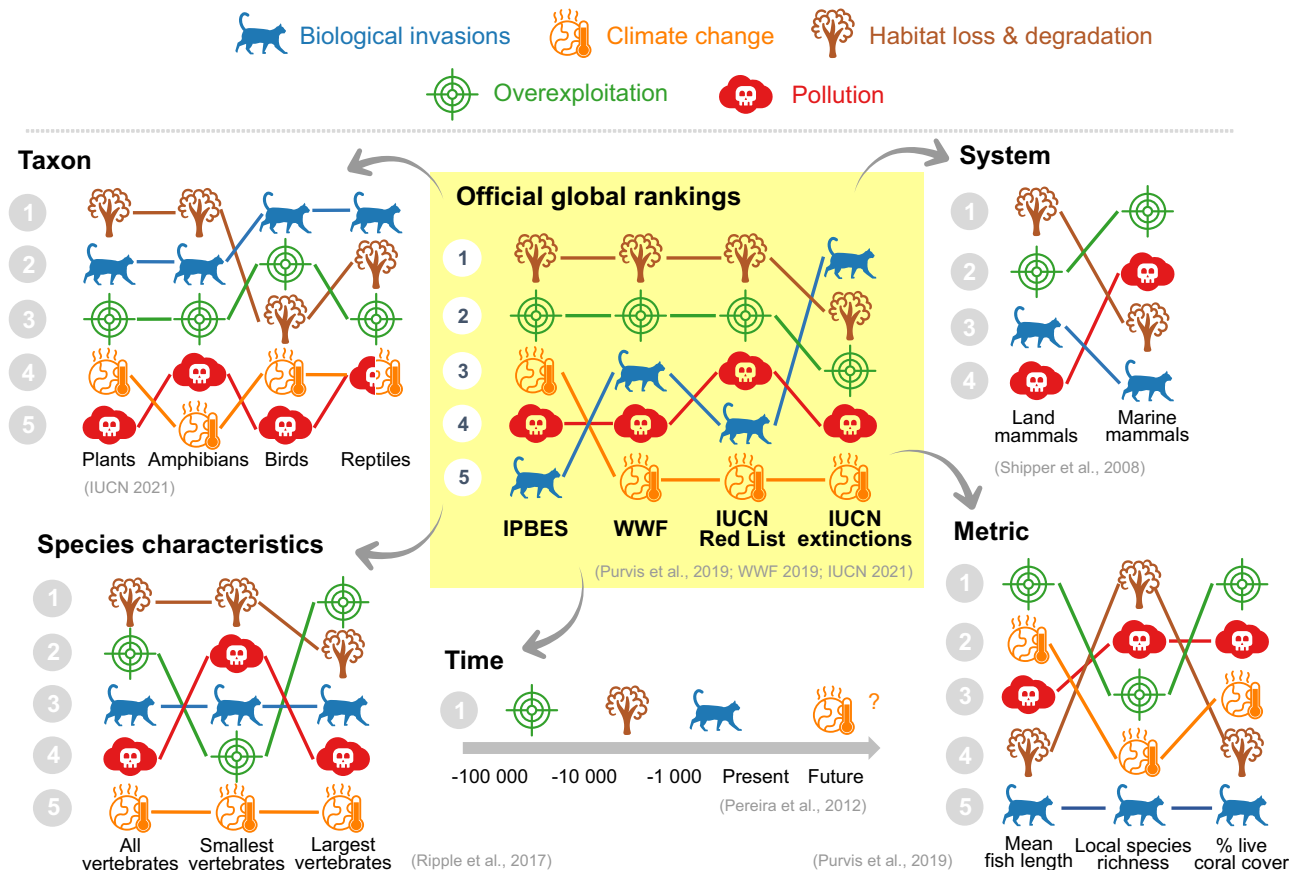 Biological invasions
Climate change
Habitat loss & degradation
Overexploitation
Pollution
Taxon
1
2
3
4
5
Plants
Amphibians
Birds
Reptiles
(IUCN 2021)
Official global rankings
1
2
3
4
5
IPBES
WWF
IUCN
Red List
IUCN
extinctions
(Purvis et al., 2019; WWF 2019; IUCN 2021)
System
1
2
3
4
Land
mammals
Marine
mammals
(Shipper et al., 2008)
Species characteristics
1
2
3
4
5
All
vertebrates
Smallest
vertebrates
Largest
vertebrates
(Ripple et al., 2017)
Time
1
?
-100 000
-10 000
-1 000
Present
Future
(Pereira et al., 2012)
Metric
1
2
3
4
5
Mean
fish length
Local species
richness
% live
coral cover
(Purvis et al., 2019)